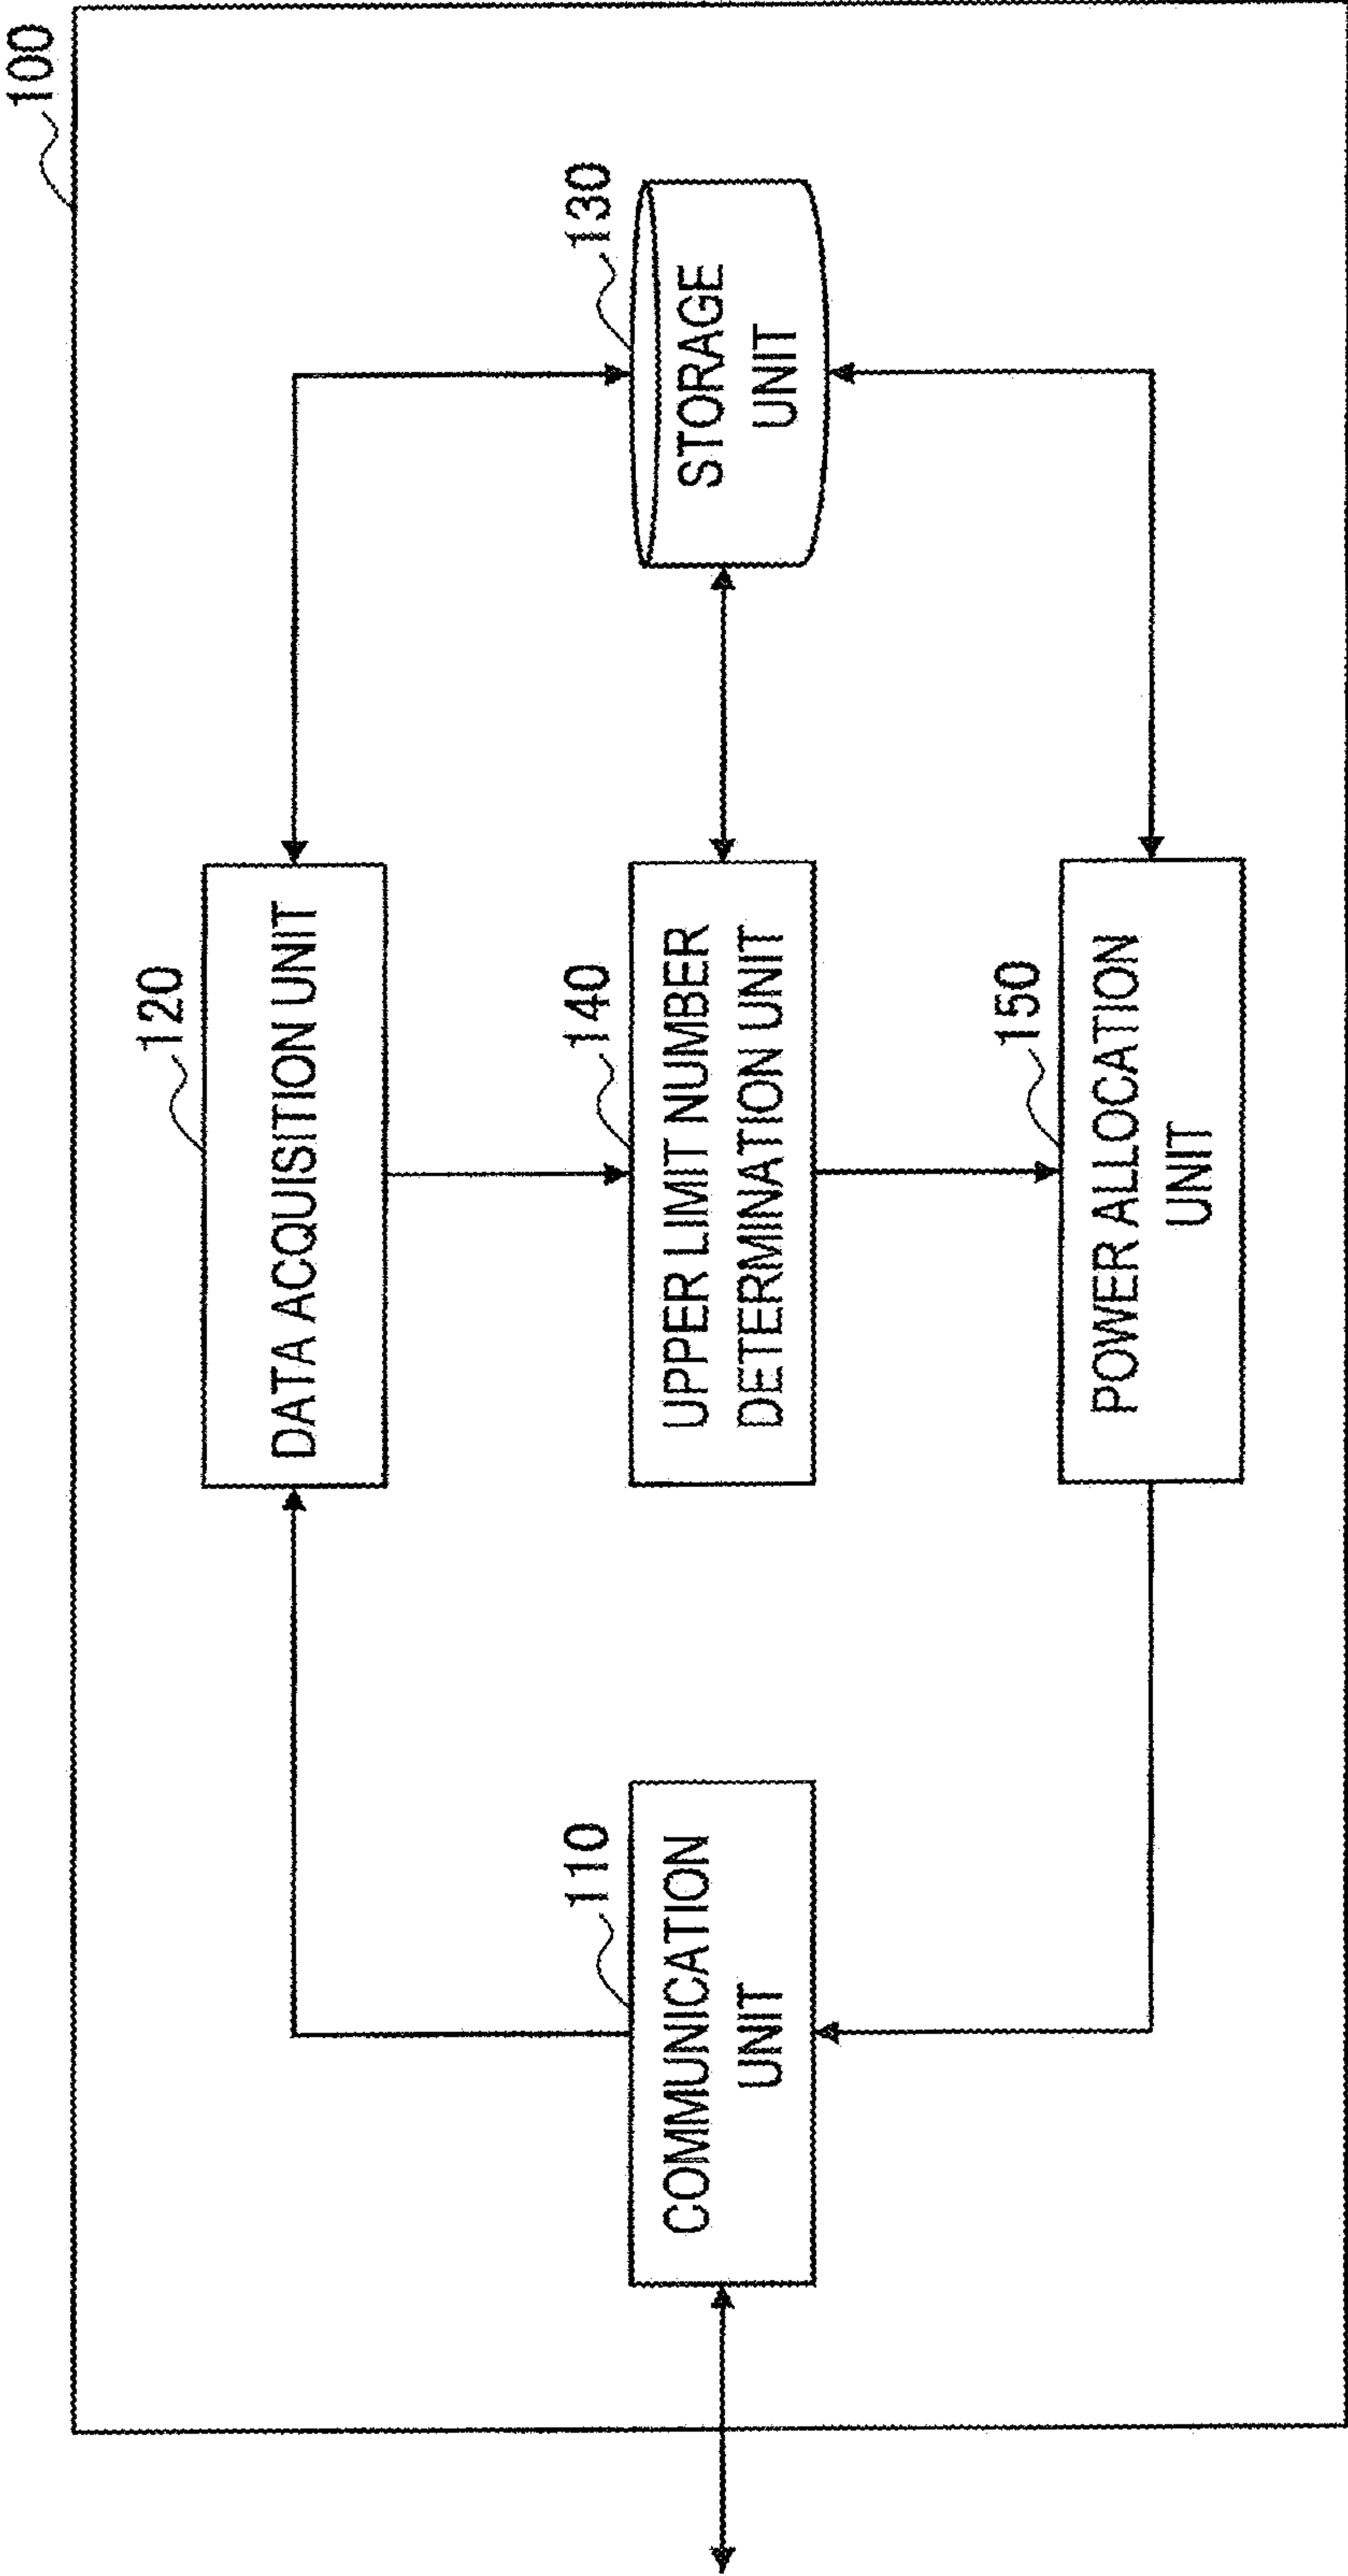 100
120
DATA ACQUISITION UNIT
110
COMMUNICATION
UNIT
140
UPPER LIMIT NUMBER
DETERMINATION UNIT
130
STORAGE
UNIT
150
POWER ALLOCATION
UNIT